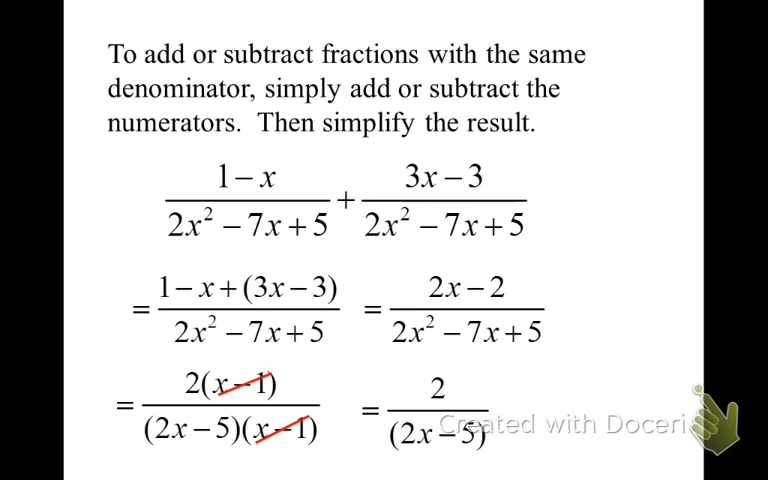 To add or subtract fractions with the same
denominator, simply add or subtract the
numerators. Then simplify the result.
(1 − x)/(2x² − 7x + 5) + (3x − 3)/(2x² − 7x + 5)
= (1 − x + (3x − 3))/(2x² − 7x + 5) = (2x − 2)/(2x² − 7x + 5)
= 2(x − 1)/((2x − 5)(x − 1)) = 2/(2x − 5)
Created with Doceri